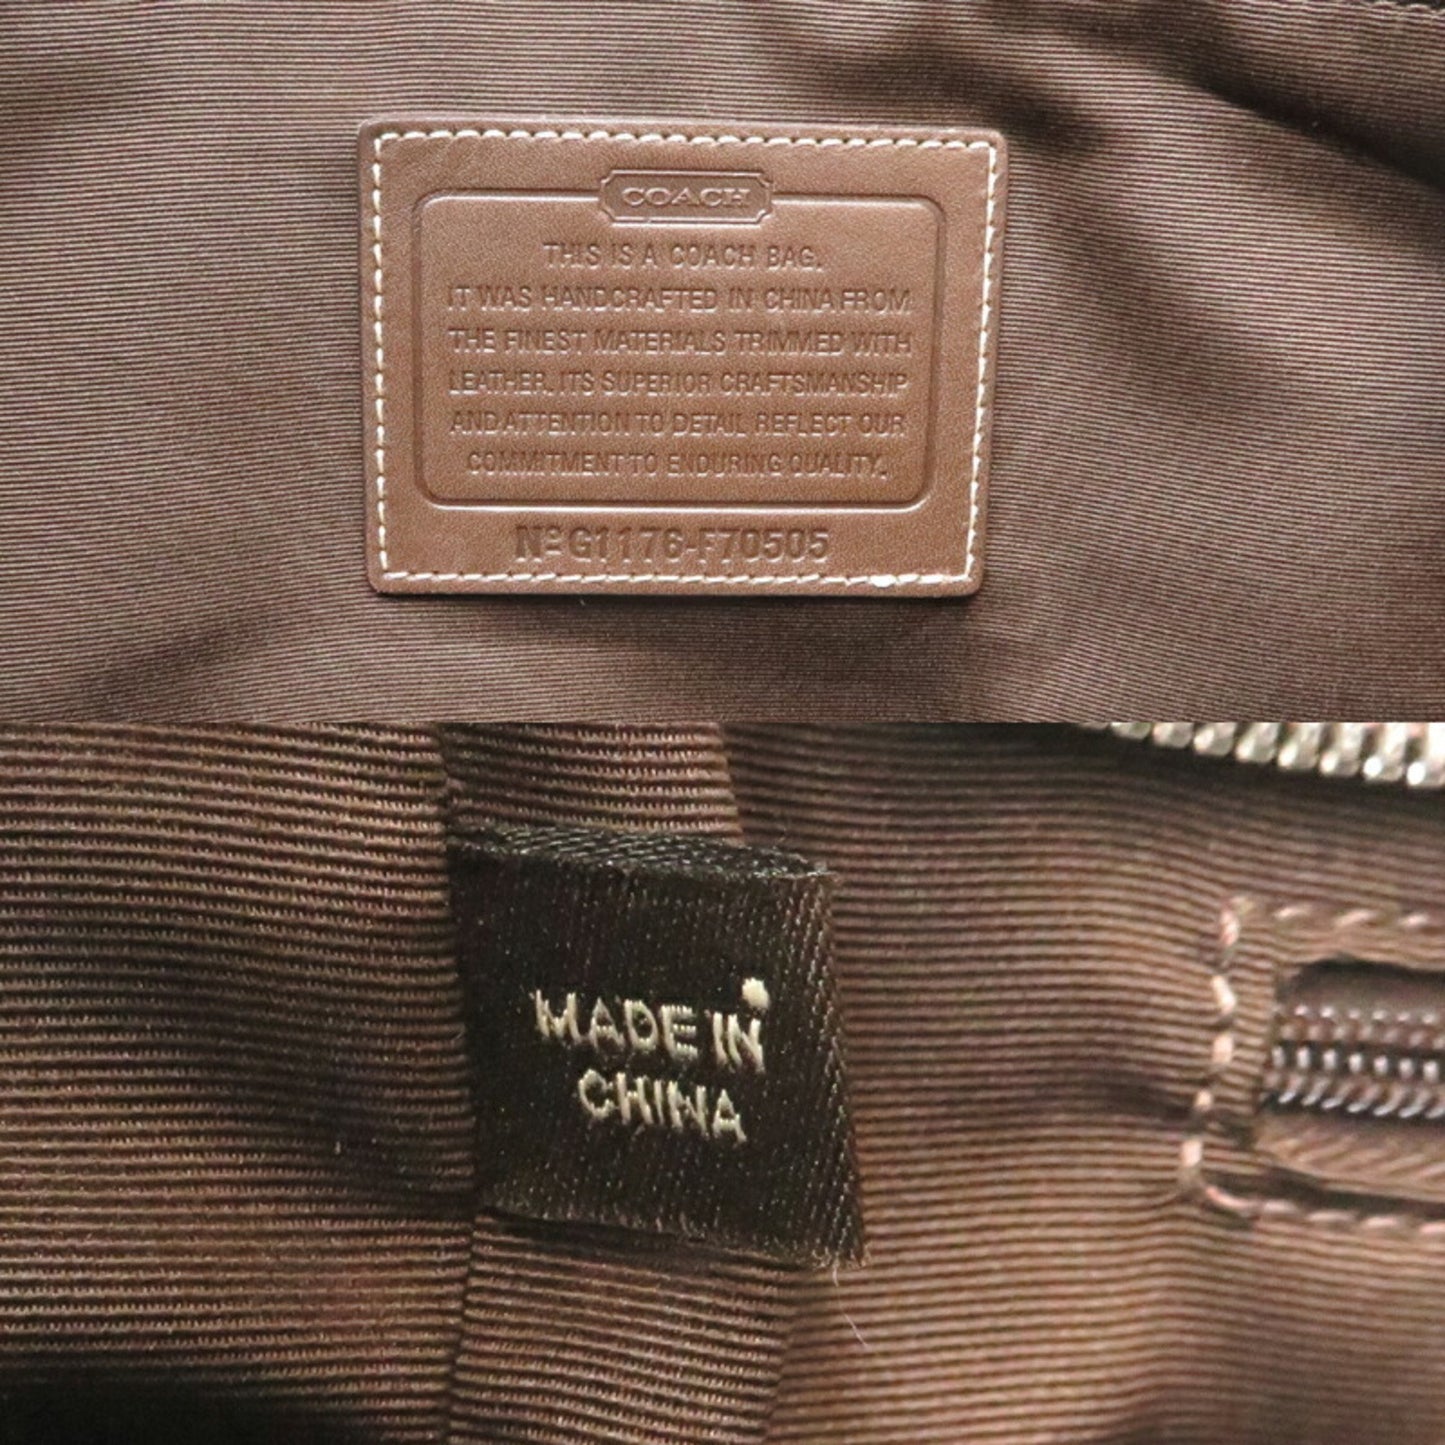 COACH
THIS IS A COACH BAG.
IT WAS HANDCRAFTED IN CHINA FROM
THE FINEST MATERIALS TRIMMED WITH
LEATHER. ITS SUPERIOR CRAFTSMANSHIP
AND ATTENTION TO DETAIL REFLECT OUR
COMMITMENT TO ENDURING QUALITY.
Nº G1176-F70505
MADE IN
CHINA